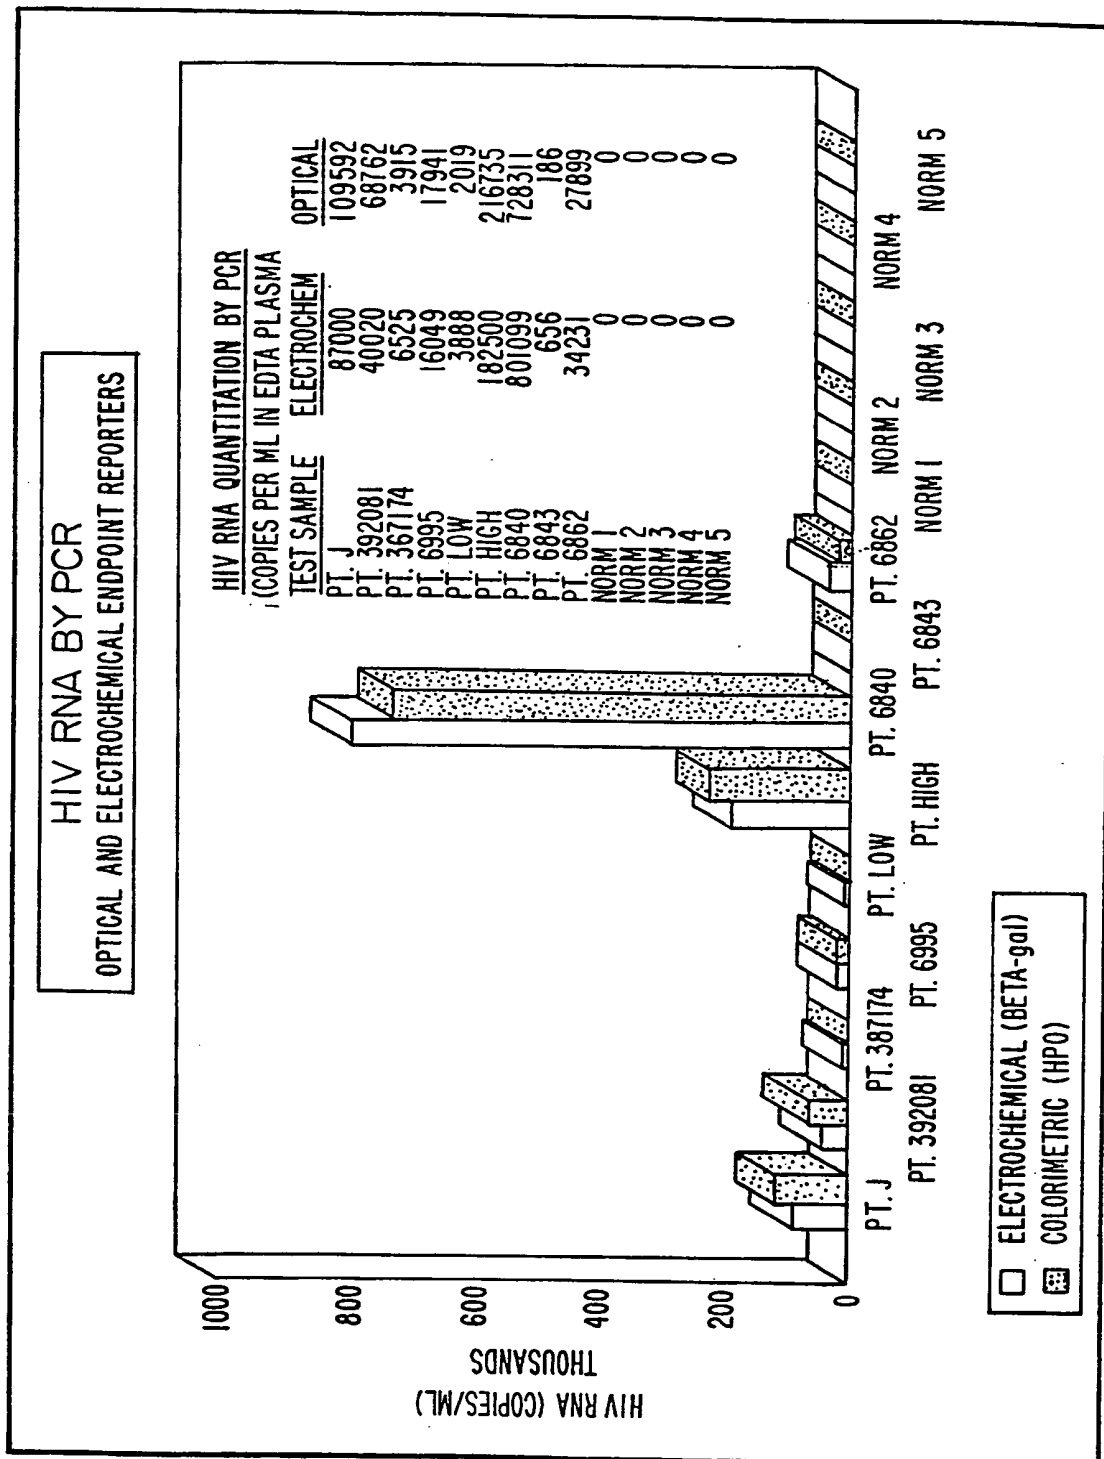 HIV RNA BY PCR
OPTICAL AND ELECTROCHEMICAL ENDPOINT REPORTERS
HIV RNA QUANTITATION BY PCR
(COPIES PER ML IN EDTA PLASMA
TEST SAMPLE ELECTROCHEM OPTICAL
PT. J 87000 109592
PT. 392081 40020 68762
PT. 367174 6525 3915
PT. 6995 16049 17941
PT. LOW 3888 2019
PT. HIGH 182500 216735
PT. 6840 801099 728311
PT. 6843 656 186
PT. 6862 34231 27899
NORM 1 0 0
NORM 2 0 0
NORM 3 0 0
NORM 4 0 0
NORM 5 0 0
HIV RNA (COPIES/ML)
THOUSANDS
1000
800
600
400
200
0
PT. J
PT. 392081
PT. 387174
PT. 6995
PT. LOW
PT. HIGH
PT. 6840
PT. 6843
PT. 6862
NORM 1
NORM 2
NORM 3
NORM 4
NORM 5
ELECTROCHEMICAL (BETA-gal)
COLORIMETRIC (HPO)